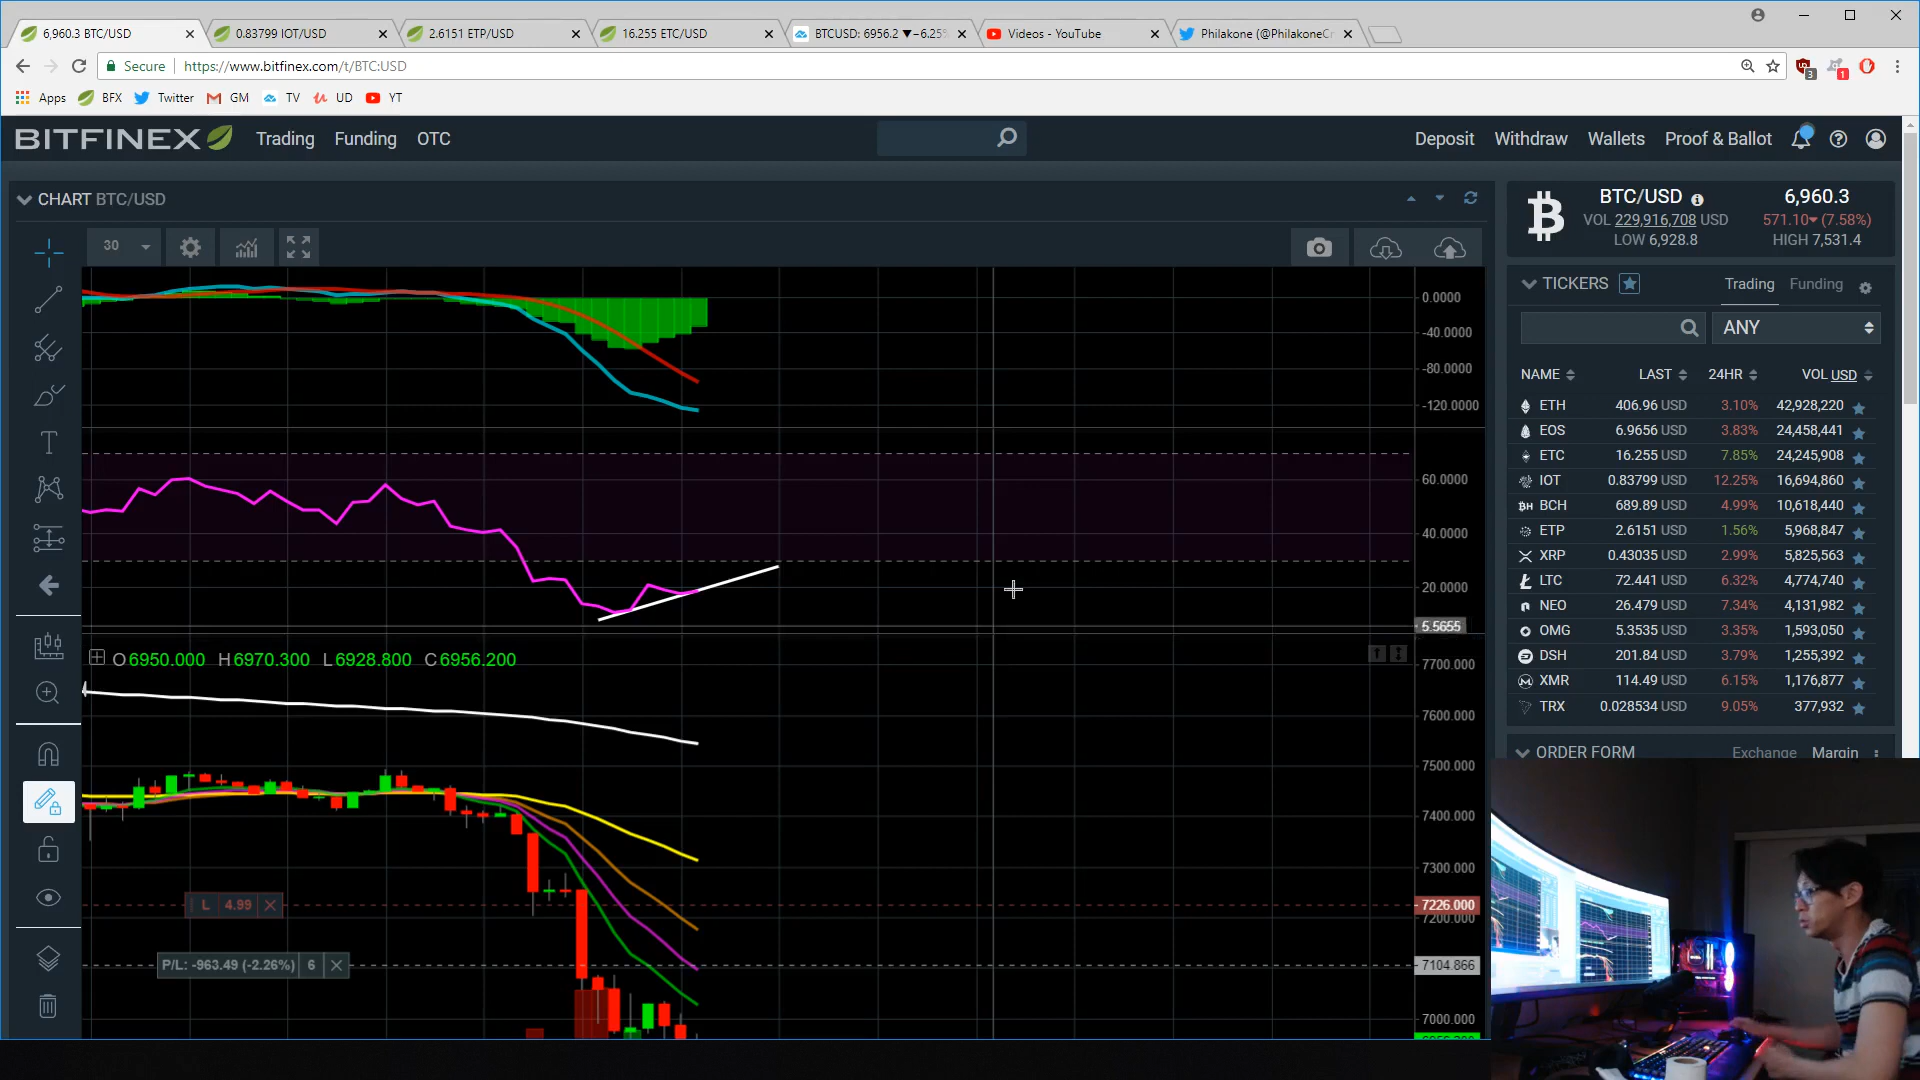 6,960.3 BTC/USD
0.83799 IOT/USD
2.6151 ETP/USD
16.255 ETC/USD
BTCUSD: 6956.2 ▼−6.25%
Videos - YouTube
Philakone (@PhilakoneCr
Secure
https://www.bitfinex.com/t/BTC:USD
3
1
Apps
BFX
Twitter
GM
TV
UD
YT
BITFINEX
Trading
Funding
OTC
Deposit
Withdraw
Wallets
Proof & Ballot
CHART BTC/USD
30
0.0000
-40.0000
-80.0000
-120.0000
60.0000
40.0000
20.0000
5.5655
O 6950.000 H 6970.300 L 6928.800 C 6956.200
7700.000
7600.000
7500.000
7400.000
7300.000
7226.000
7200.000
7104.866
7000.000
L 4.99
P/L: -963.49 (-2.26%) 6
BTC/USD
6,960.3
VOL 229,916,708 USD
571.10 (7.58%)
LOW 6,928.8
HIGH 7,531.4
TICKERS
Trading
Funding
ANY
NAME LAST 24HR VOL USD
ETH 406.96 USD 3.10% 42,928,220
EOS 6.9656 USD 3.83% 24,458,441
ETC 16.255 USD 7.85% 24,245,908
IOT 0.83799 USD 12.25% 16,694,860
BCH 689.89 USD 4.99% 10,618,440
ETP 2.6151 USD 1.56% 5,968,847
XRP 0.43035 USD 2.99% 5,825,563
LTC 72.441 USD 6.32% 4,774,740
NEO 26.479 USD 7.34% 4,131,982
OMG 5.3535 USD 3.35% 1,593,050
DSH 201.84 USD 3.79% 1,255,392
XMR 114.49 USD 6.15% 1,176,877
TRX 0.028534 USD 9.05% 377,932
ORDER FORM
Exchange
Margin